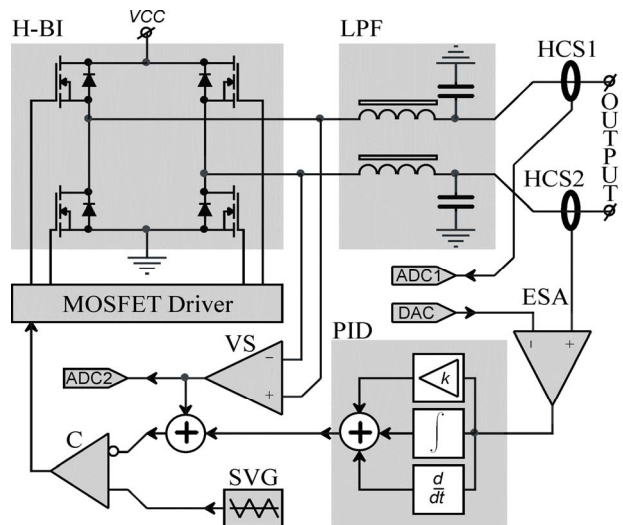 H-BI
VCC
LPF
HCS1
OUTPUT
HCS2
ADC1
MOSFET Driver
DAC
ESA
VS
PID
- +
-
k
ADC2
+
+
+
∫
C
SVG
d/dt